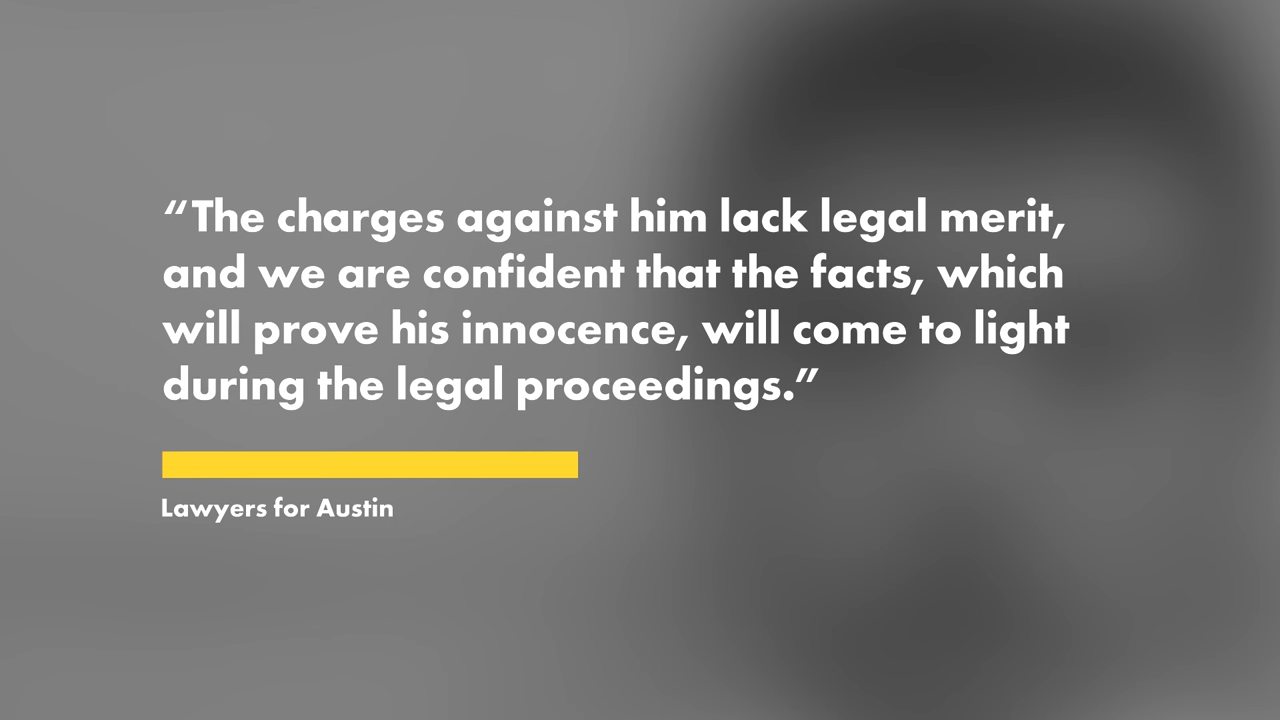 “The charges against him lack legal merit,
and we are confident that the facts, which
will prove his innocence, will come to light
during the legal proceedings.”
Lawyers for Austin